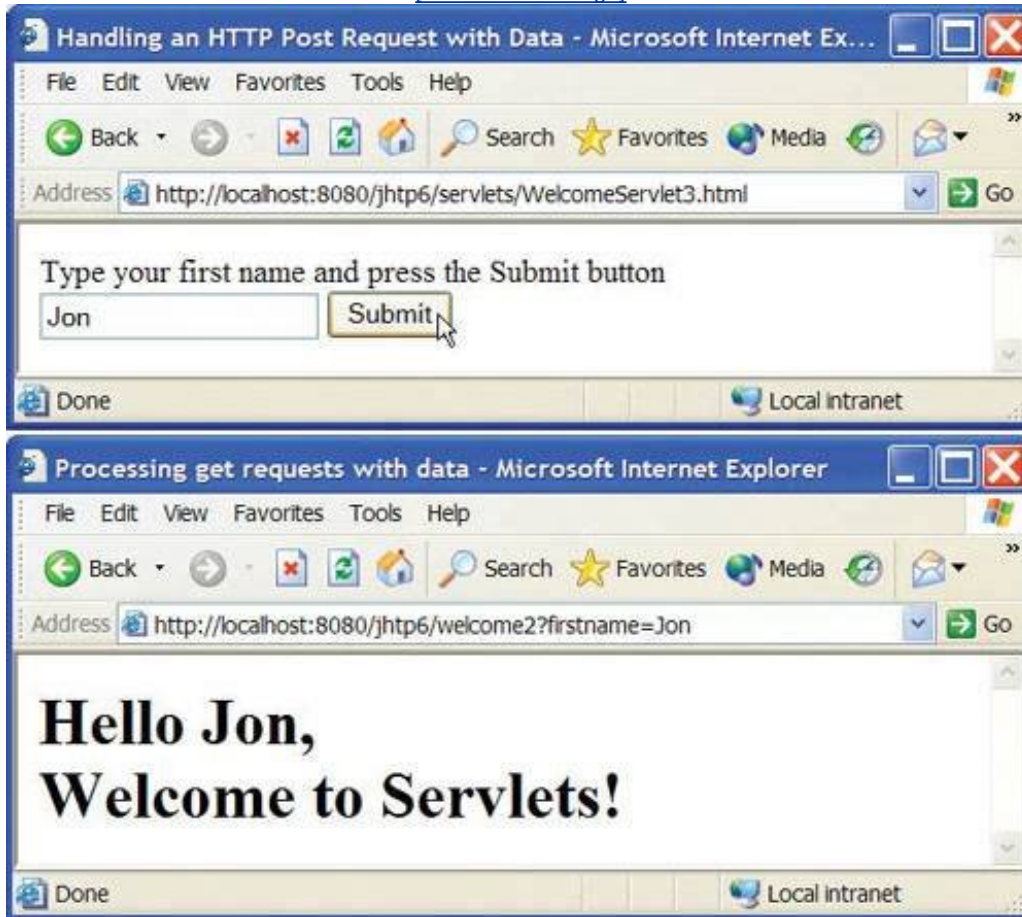 Handling an HTTP Post Request with Data - Microsoft Internet Ex...
File Edit View Favorites Tools Help
Back Search Favorites Media »
Address http://localhost:8080/jhtp6/servlets/WelcomeServlet3.html Go
Type your first name and press the Submit button
Jon Submit
Done Local intranet
Processing get requests with data - Microsoft Internet Explorer
File Edit View Favorites Tools Help
Back Search Favorites Media »
Address http://localhost:8080/jhtp6/welcome2?firstname=Jon Go
Hello Jon,
Welcome to Servlets!
Done Local intranet